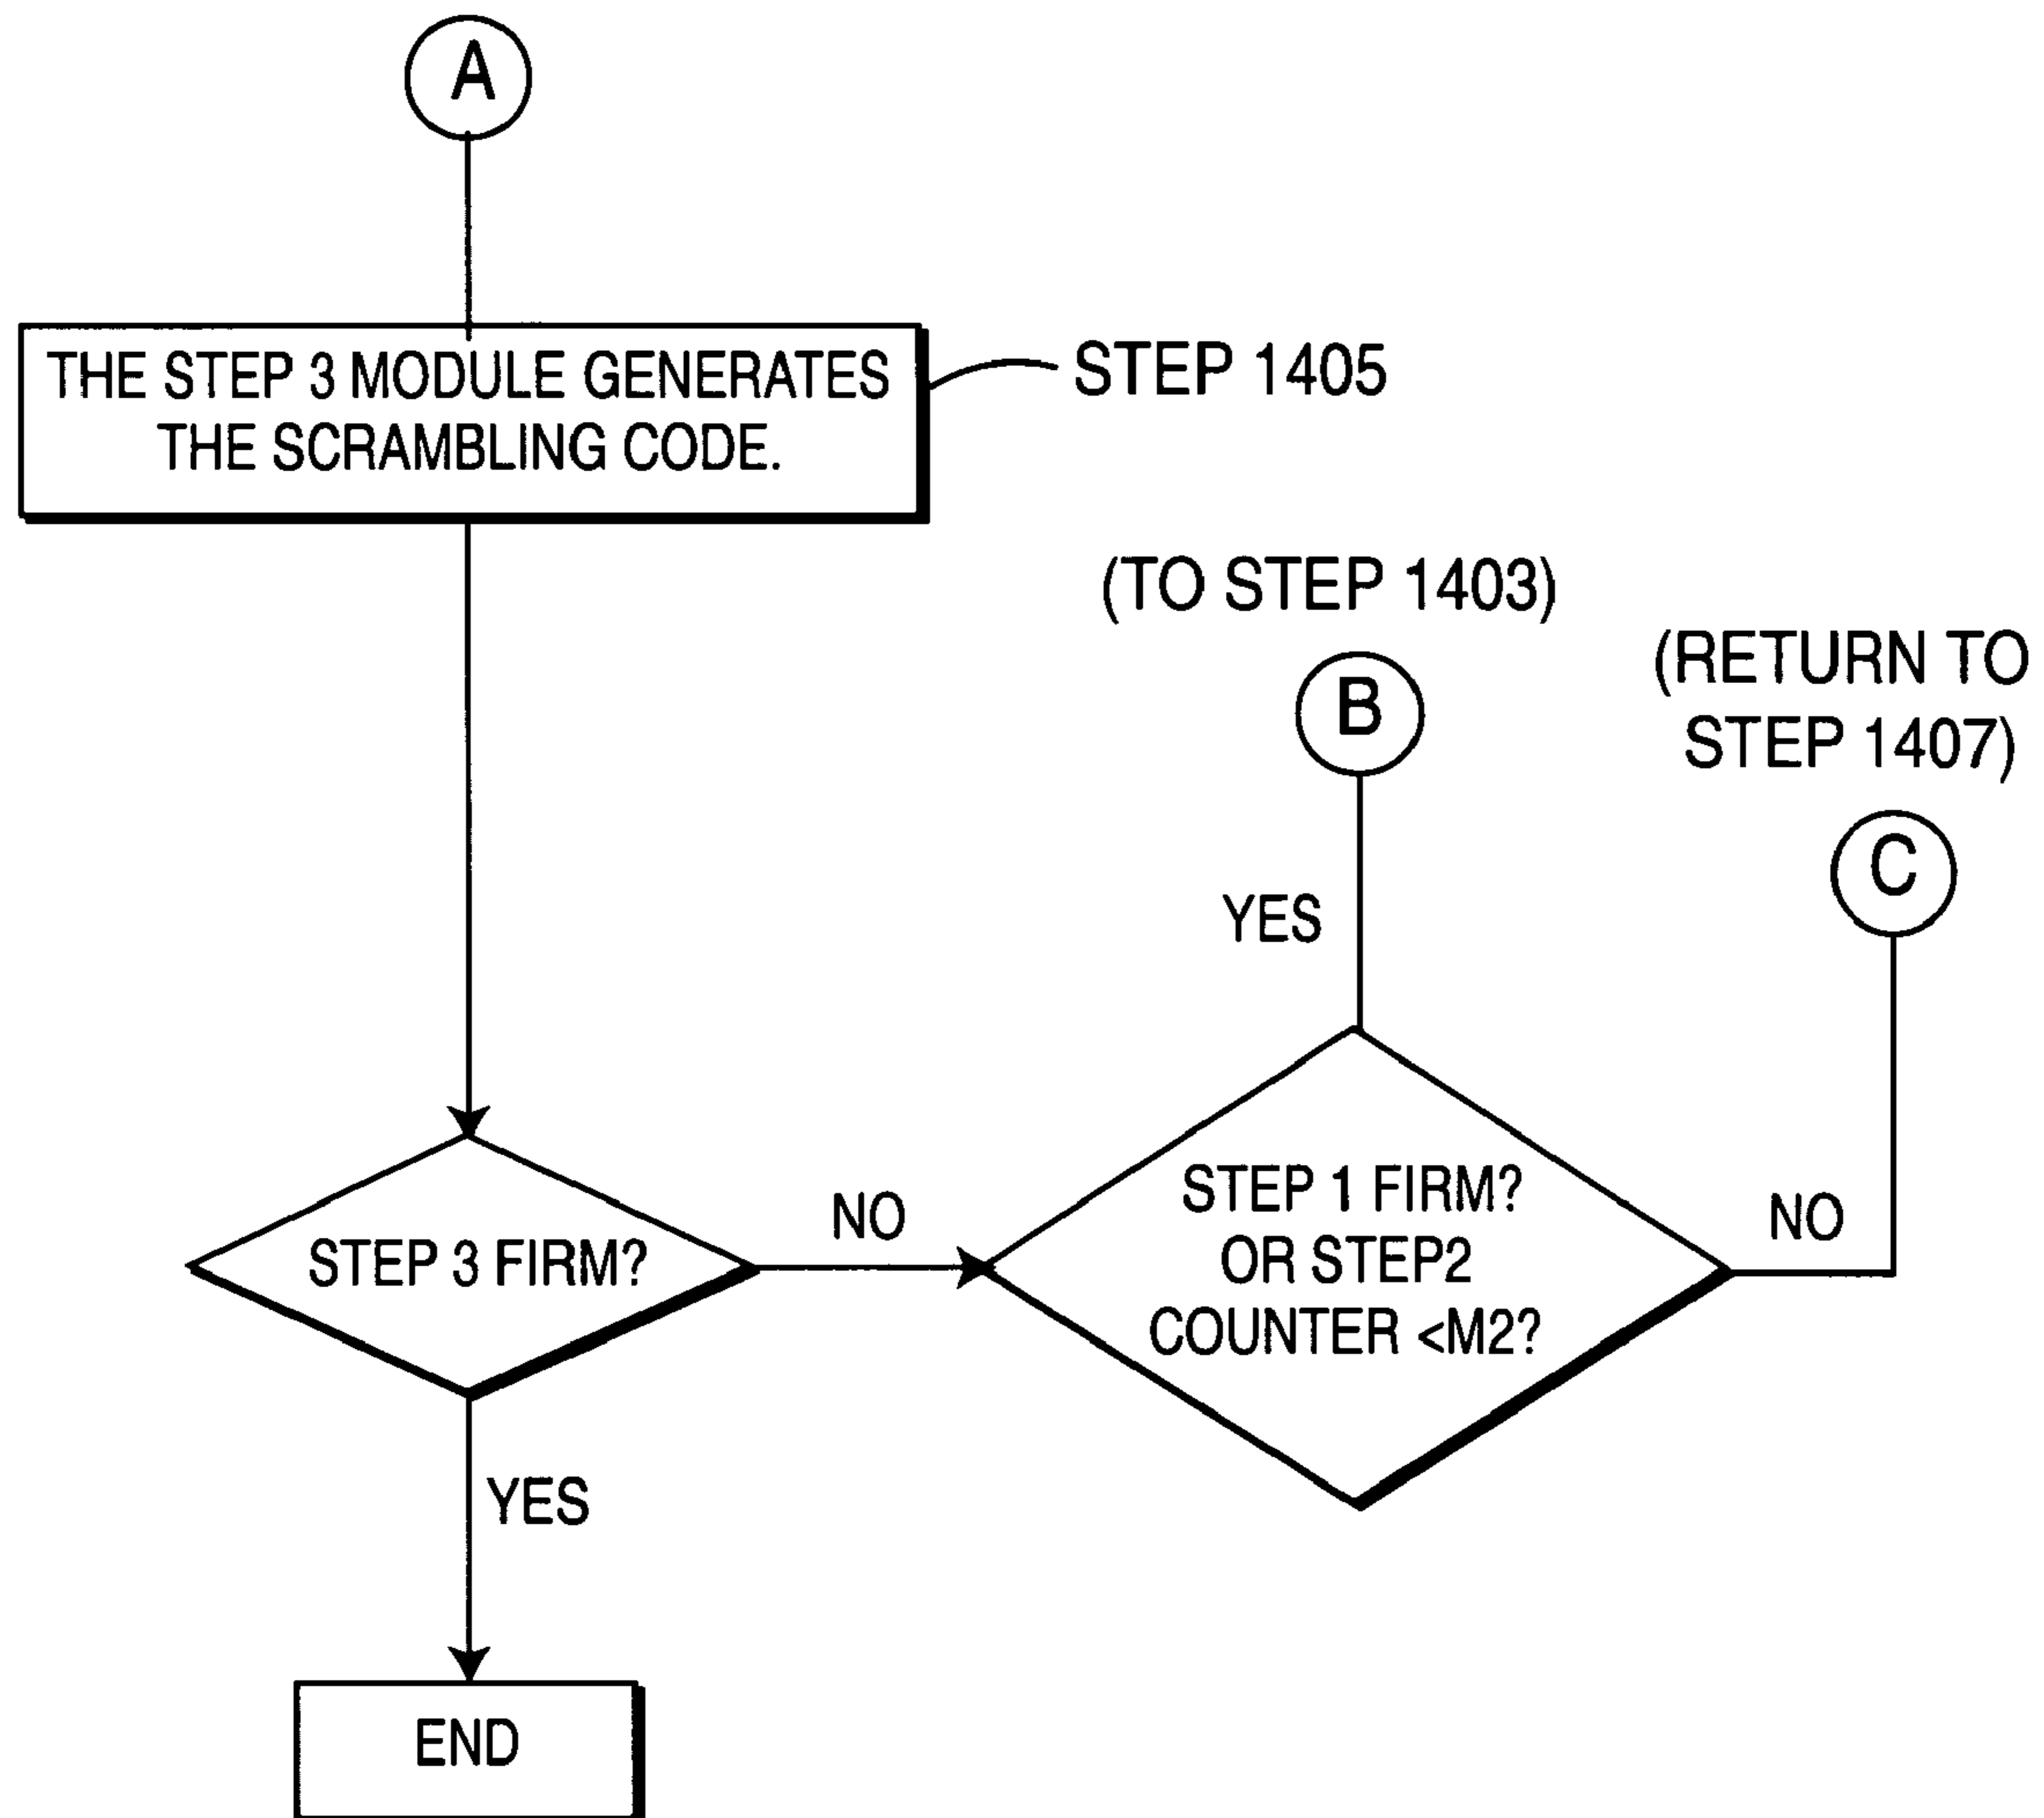 A
THE STEP 3 MODULE GENERATES
THE SCRAMBLING CODE.
STEP 1405
(TO STEP 1403)
B
(RETURN TO
STEP 1407)
C
YES
STEP 3 FIRM?
NO
STEP 1 FIRM?
OR STEP2
COUNTER <M2?
NO
YES
END